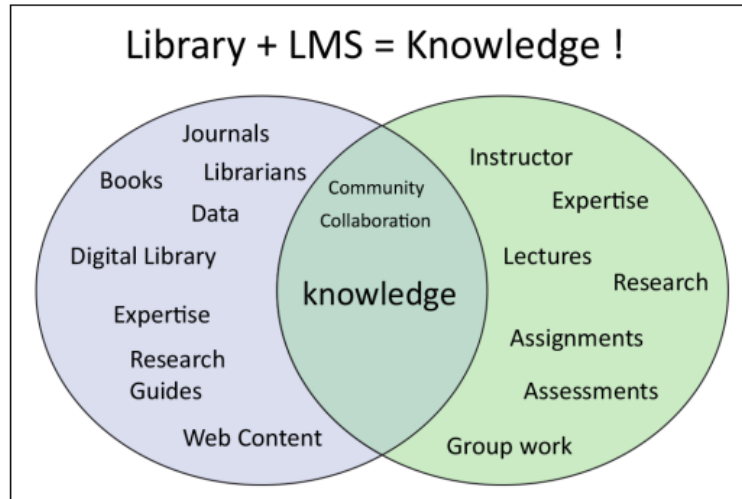 Library + LMS = Knowledge !
Journals
Librarians
Books
Data
Digital Library
Expertise
Research
Guides
Web Content
Community
Collaboration
knowledge
Instructor
Expertise
Lectures
Research
Assignments
Assessments
Group work